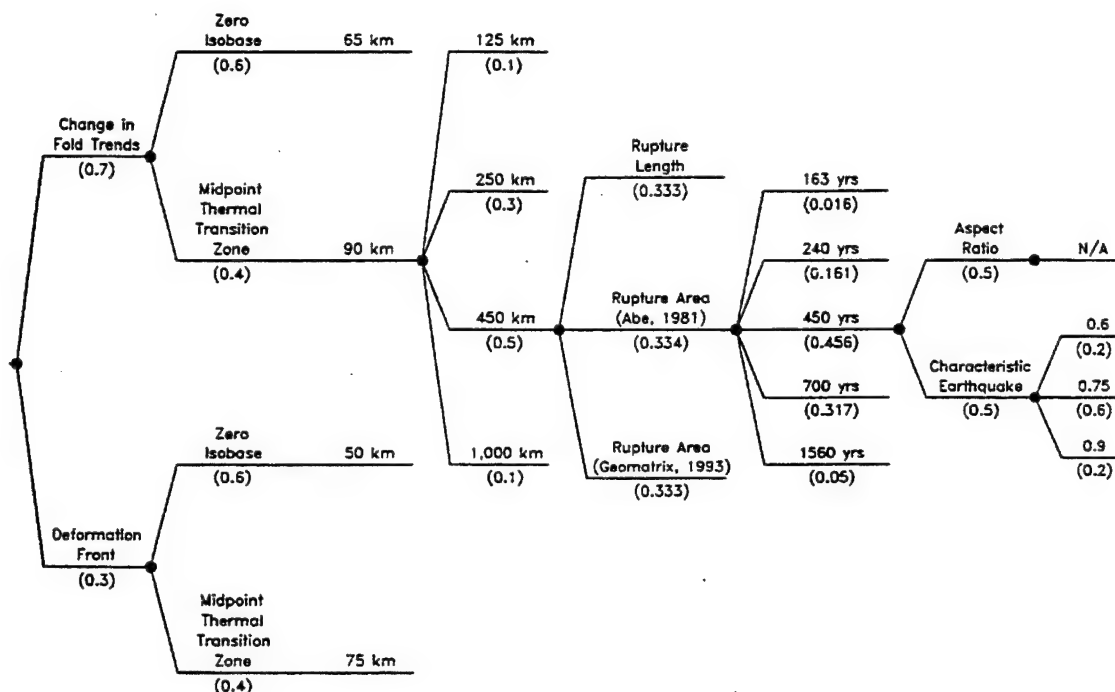 Zero
Isobase 65 km
(0.6)
125 km
(0.1)
Change in
Fold Trends
(0.7)
Midpoint
Thermal
Transition
Zone 90 km
(0.4)
250 km
(0.3)
Rupture
Length
(0.333)
163 yrs
(0.016)
240 yrs
(0.161)
Aspect
Ratio
(0.5)
N/A
450 km
(0.5)
Rupture Area
(Abe, 1981)
(0.334)
450 yrs
(0.456)
0.6
(0.2)
Characteristic
Earthquake
(0.5)
0.75
(0.6)
700 yrs
(0.317)
0.9
(0.2)
Zero
Isobase 50 km
(0.6)
1,000 km
(0.1)
Rupture Area
(Geomatrix, 1993)
(0.333)
1560 yrs
(0.05)
Deformation
Front
(0.3)
Midpoint
Thermal
Transition
Zone 75 km
(0.4)